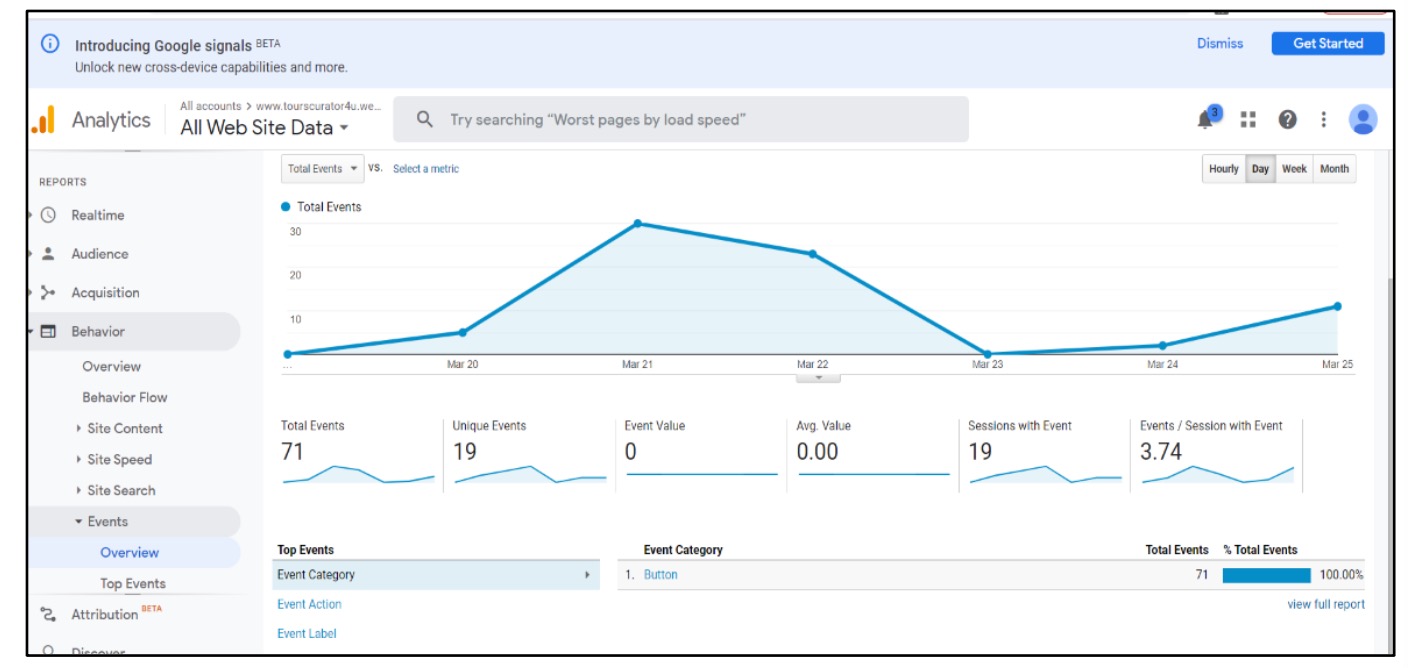 Introducing Google signals BETA
Unlock new cross-device capabilities and more.
Dismiss
Get Started
Analytics
All accounts > www.tourscurator4u.we...
All Web Site Data
Try searching “Worst pages by load speed”
3
REPORTS
Realtime
Audience
Acquisition
Behavior
Overview
Behavior Flow
Site Content
Site Speed
Site Search
Events
Overview
Top Events
Attribution BETA
Discover
Total Events VS. Select a metric
Hourly Day Week Month
Total Events
30
20
10
... Mar 20 Mar 21 Mar 22 Mar 23 Mar 24 Mar 25
Total Events
71
Unique Events
19
Event Value
0
Avg. Value
0.00
Sessions with Event
19
Events / Session with Event
3.74
Top Events
Event Category
Event Action
Event Label
Event Category Total Events % Total Events
1. Button 71 100.00%
view full report